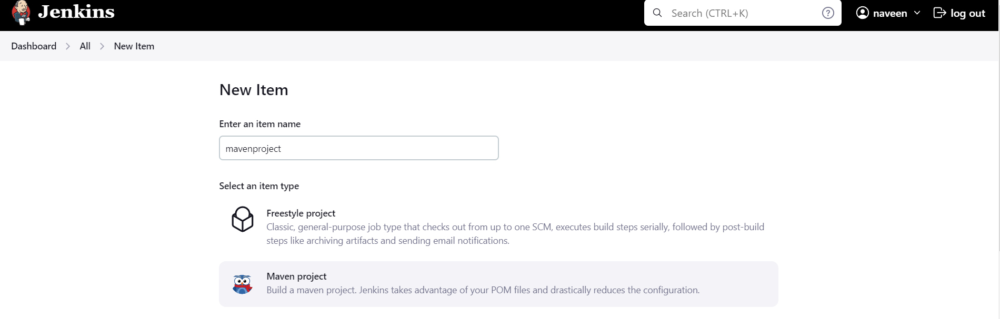 Jenkins
Search (CTRL+K)
?
naveen
log out
Dashboard > All > New Item
New Item
Enter an item name
mavenproject
Select an item type
Freestyle project
Classic, general-purpose job type that checks out from up to one SCM, executes build steps serially, followed by post-build
steps like archiving artifacts and sending email notifications.
Maven project
Build a maven project. Jenkins takes advantage of your POM files and drastically reduces the configuration.